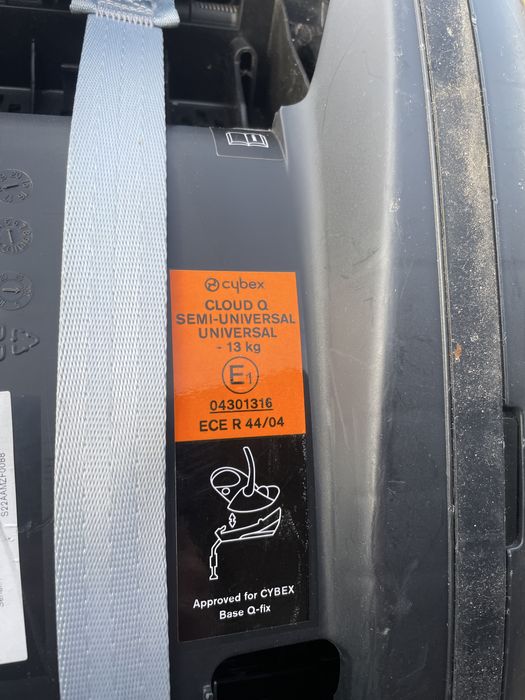 cybex
CLOUD Q
SEMI-UNIVERSAL
UNIVERSAL
- 13 kg
E1
04301316
ECE R 44/04
Approved for CYBEX
Base Q-fix